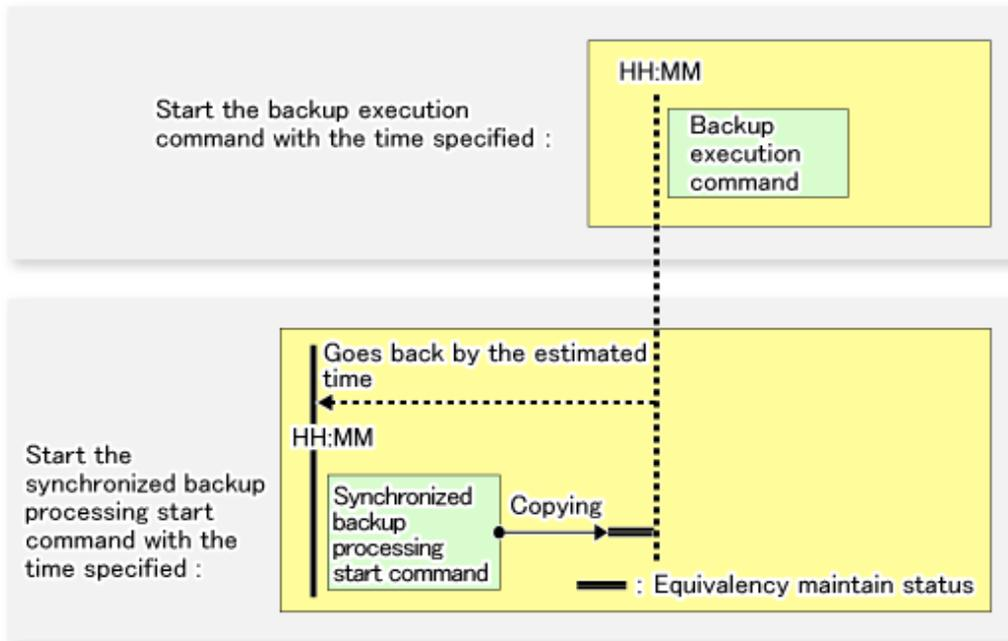 HH:MM
Start the backup execution
command with the time specified :
Backup
execution
command
Goes back by the estimated
time
HH:MM
Start the
synchronized backup
processing start
command with the
time specified :
Synchronized
backup
processing
start command
Copying
: Equivalency maintain status